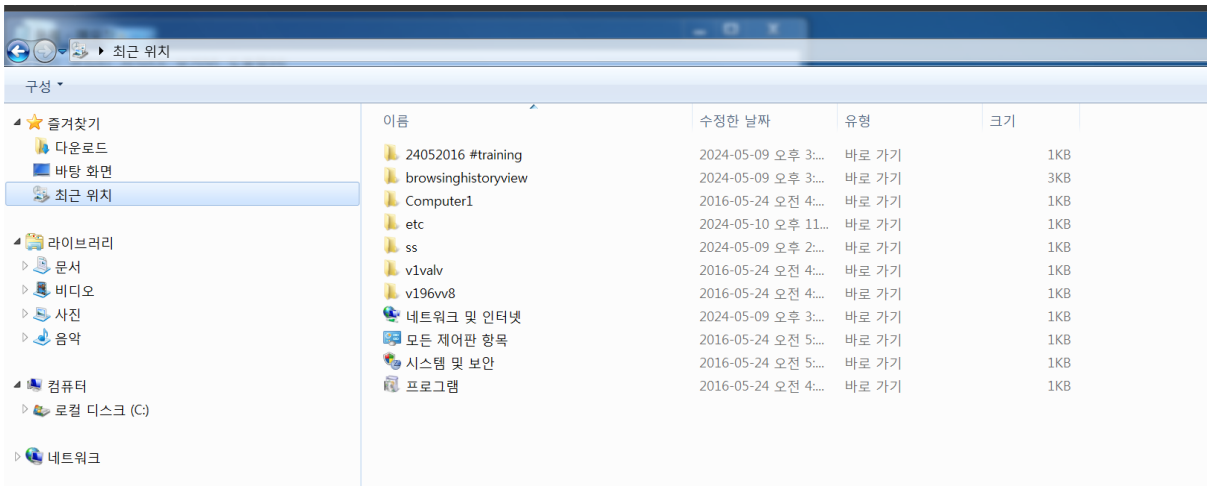 최근 위치
구성
즐겨찾기
다운로드
바탕 화면
최근 위치
라이브러리
문서
비디오
사진
음악
컴퓨터
로컬 디스크 (C:)
네트워크
이름 수정한 날짜 유형 크기
24052016 #training 2024-05-09 오후 3:... 바로 가기 1KB
browsinghistoryview 2024-05-09 오후 3:... 바로 가기 3KB
Computer1 2016-05-24 오전 4:... 바로 가기 1KB
etc 2024-05-10 오후 11... 바로 가기 1KB
ss 2024-05-09 오후 2:... 바로 가기 1KB
v1valv 2016-05-24 오전 4:... 바로 가기 1KB
v196vv8 2016-05-24 오전 4:... 바로 가기 1KB
네트워크 및 인터넷 2024-05-09 오후 3:... 바로 가기 1KB
모든 제어판 항목 2016-05-24 오전 5:... 바로 가기 1KB
시스템 및 보안 2016-05-24 오전 5:... 바로 가기 1KB
프로그램 2016-05-24 오전 4:... 바로 가기 1KB